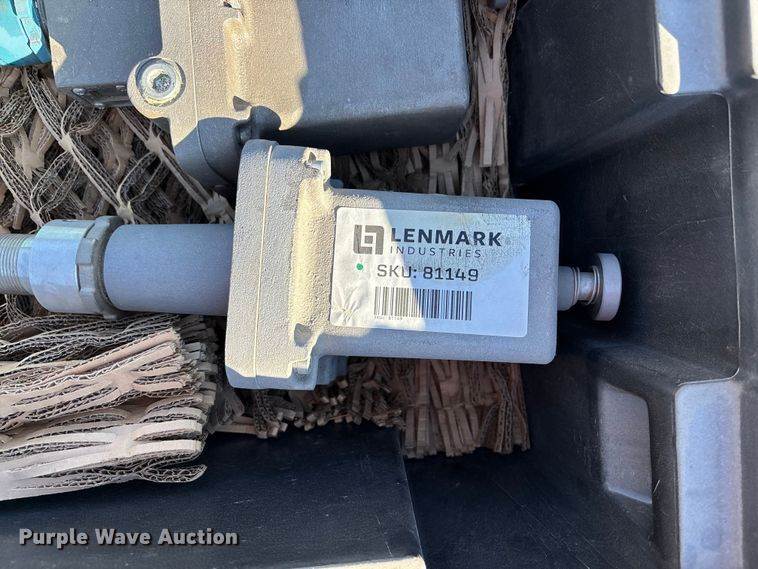 LENMARK
INDUSTRIES
SKU: 81149
Purple Wave Auction